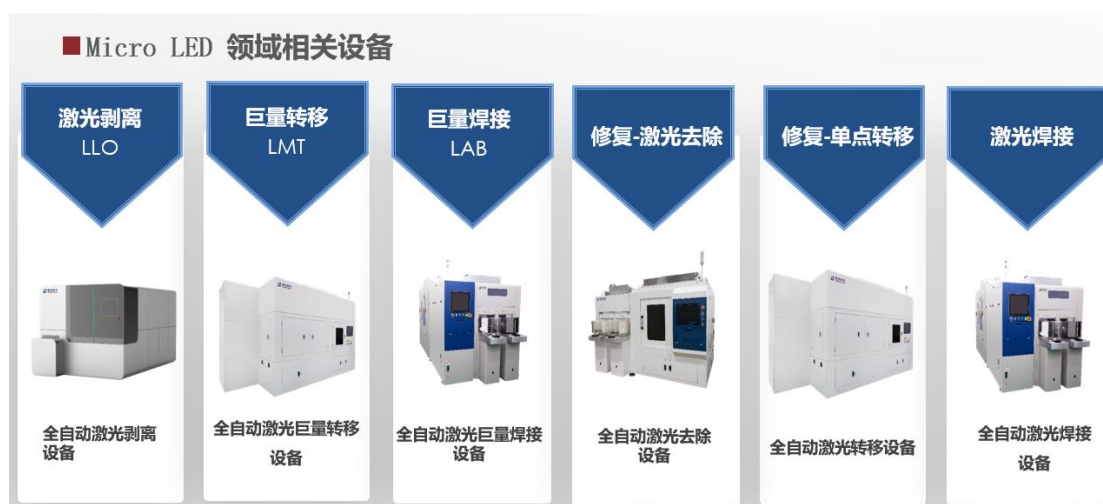 Micro LED 领域相关设备
激光剥离
LLO
巨量转移
LMT
巨量焊接
LAB
修复-激光去除
修复-单点转移
激光焊接
全自动激光剥离
设备
全自动激光巨量转移
设备
全自动激光巨量焊接
设备
全自动激光去除
设备
全自动激光转移设备
全自动激光焊接
设备